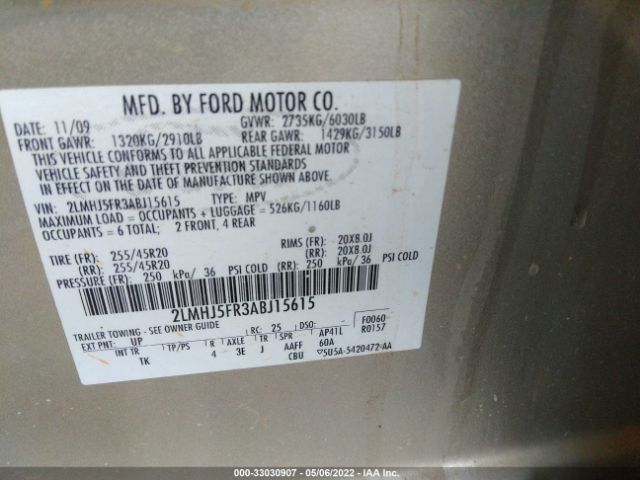 MFD. BY FORD MOTOR CO.
DATE: 11/09 GVWR: 2735KG/6030LB
FRONT GAWR: 1320KG/2910LB REAR GAWR: 1429KG/3150LB
THIS VEHICLE CONFORMS TO ALL APPLICABLE FEDERAL MOTOR
VEHICLE SAFETY AND THEFT PREVENTION STANDARDS
IN EFFECT ON THE DATE OF MANUFACTURE SHOWN ABOVE.
VIN: 2LMHJ5FR3ABJ15615 TYPE: MPV
MAXIMUM LOAD = OCCUPANTS + LUGGAGE = 526KG/1160LB
OCCUPANTS = 6 TOTAL; 2 FRONT, 4 REAR
TIRE (FR): 255/45R20 RIMS (FR): 20X8.0J
(RR): 255/45R20 (RR): 20X8.0J
PRESSURE (FR): 250 kPa/ 36 PSI COLD (RR): 250 kPa/ 36 PSI COLD
2LMHJ5FR3ABJ15615
TRAILER TOWING - SEE OWNER GUIDE RC: 25 DSO: F0060
EXT PNT: UP R0157
INT TR TP/PS R AXLE TR SPR AP41L
TK 4 3E J AAFF 60A
CBU 5U5A-5420472-AA
000-33030907 - 05/06/2022 - IAA Inc.